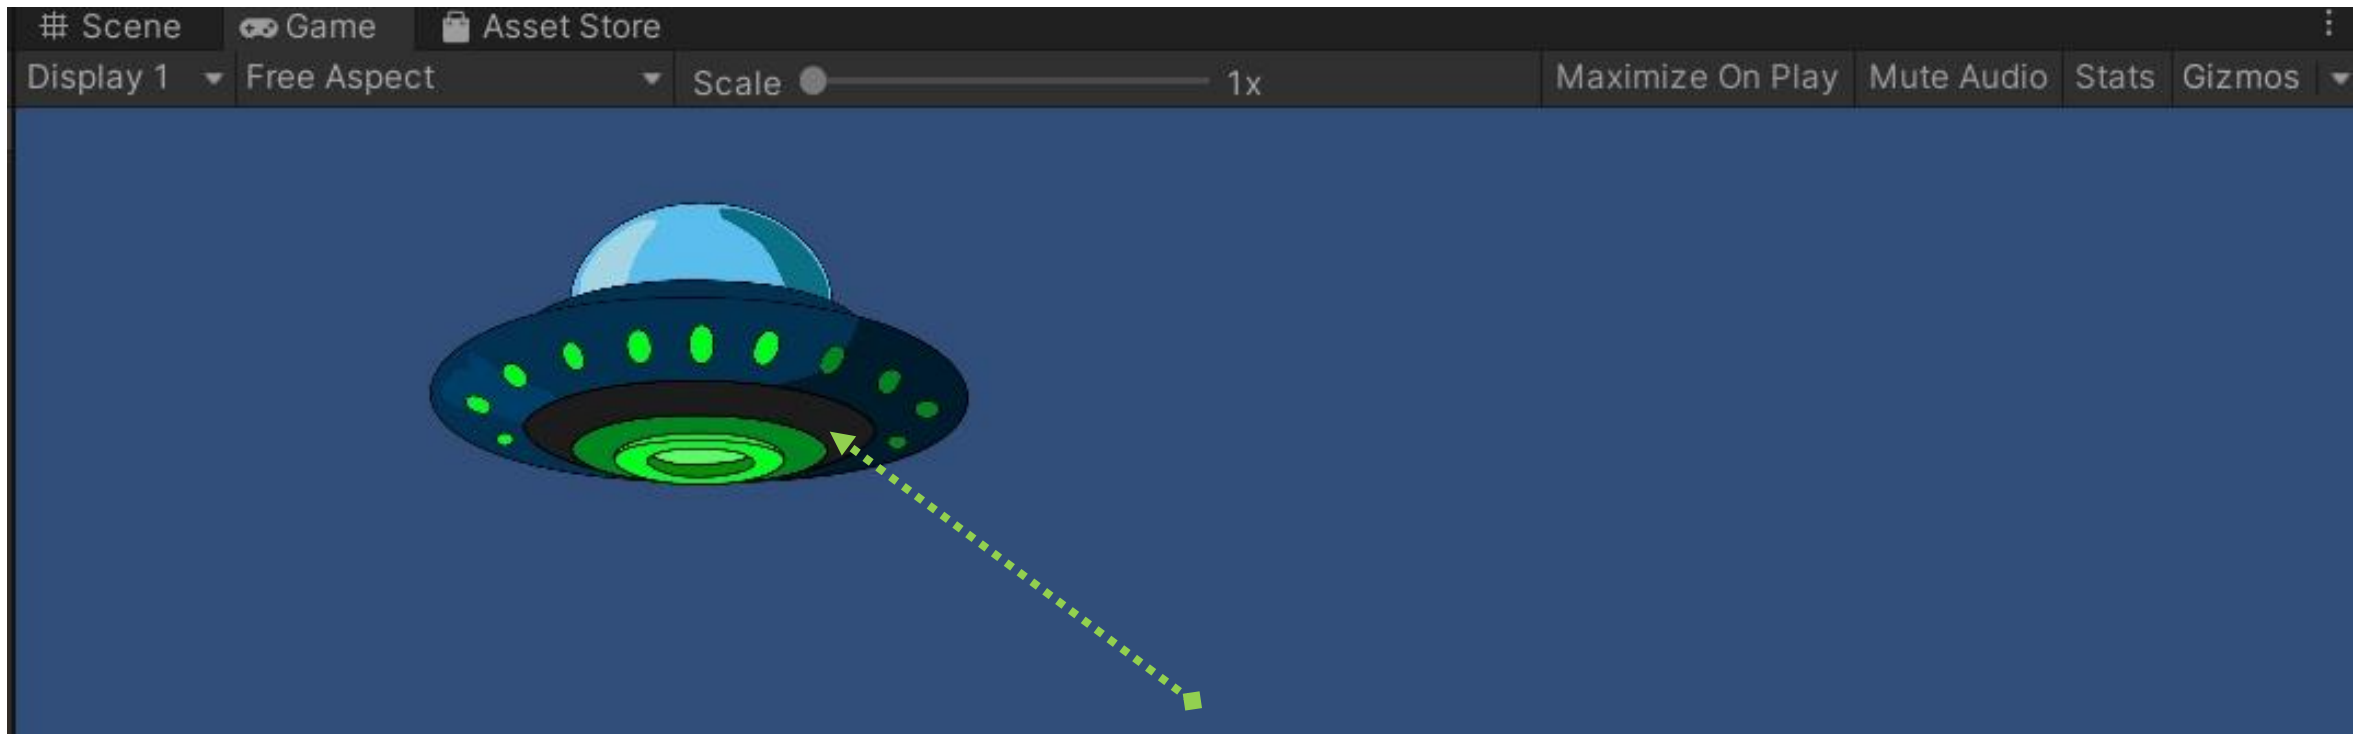 Scene Game Asset Store
Display 1 Free Aspect Scale 1x Maximize On Play Mute Audio Stats Gizmos